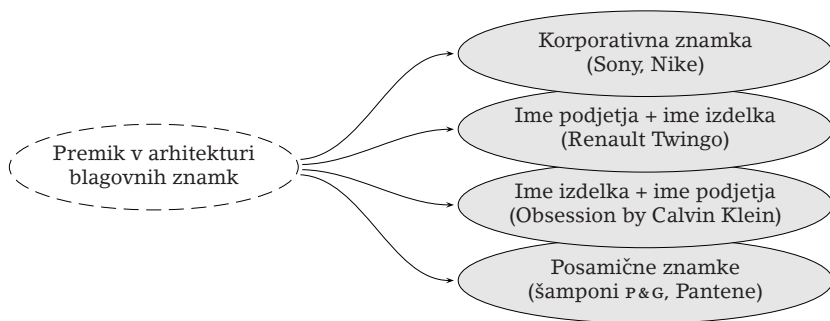 Premik v arhitekturi
blagovnih znamk
Korporativna znamka
(Sony, Nike)
Ime podjetja + ime izdelka
(Renault Twingo)
Ime izdelka + ime podjetja
(Obsession by Calvin Klein)
Posamične znamke
(šamponi P&G, Pantene)